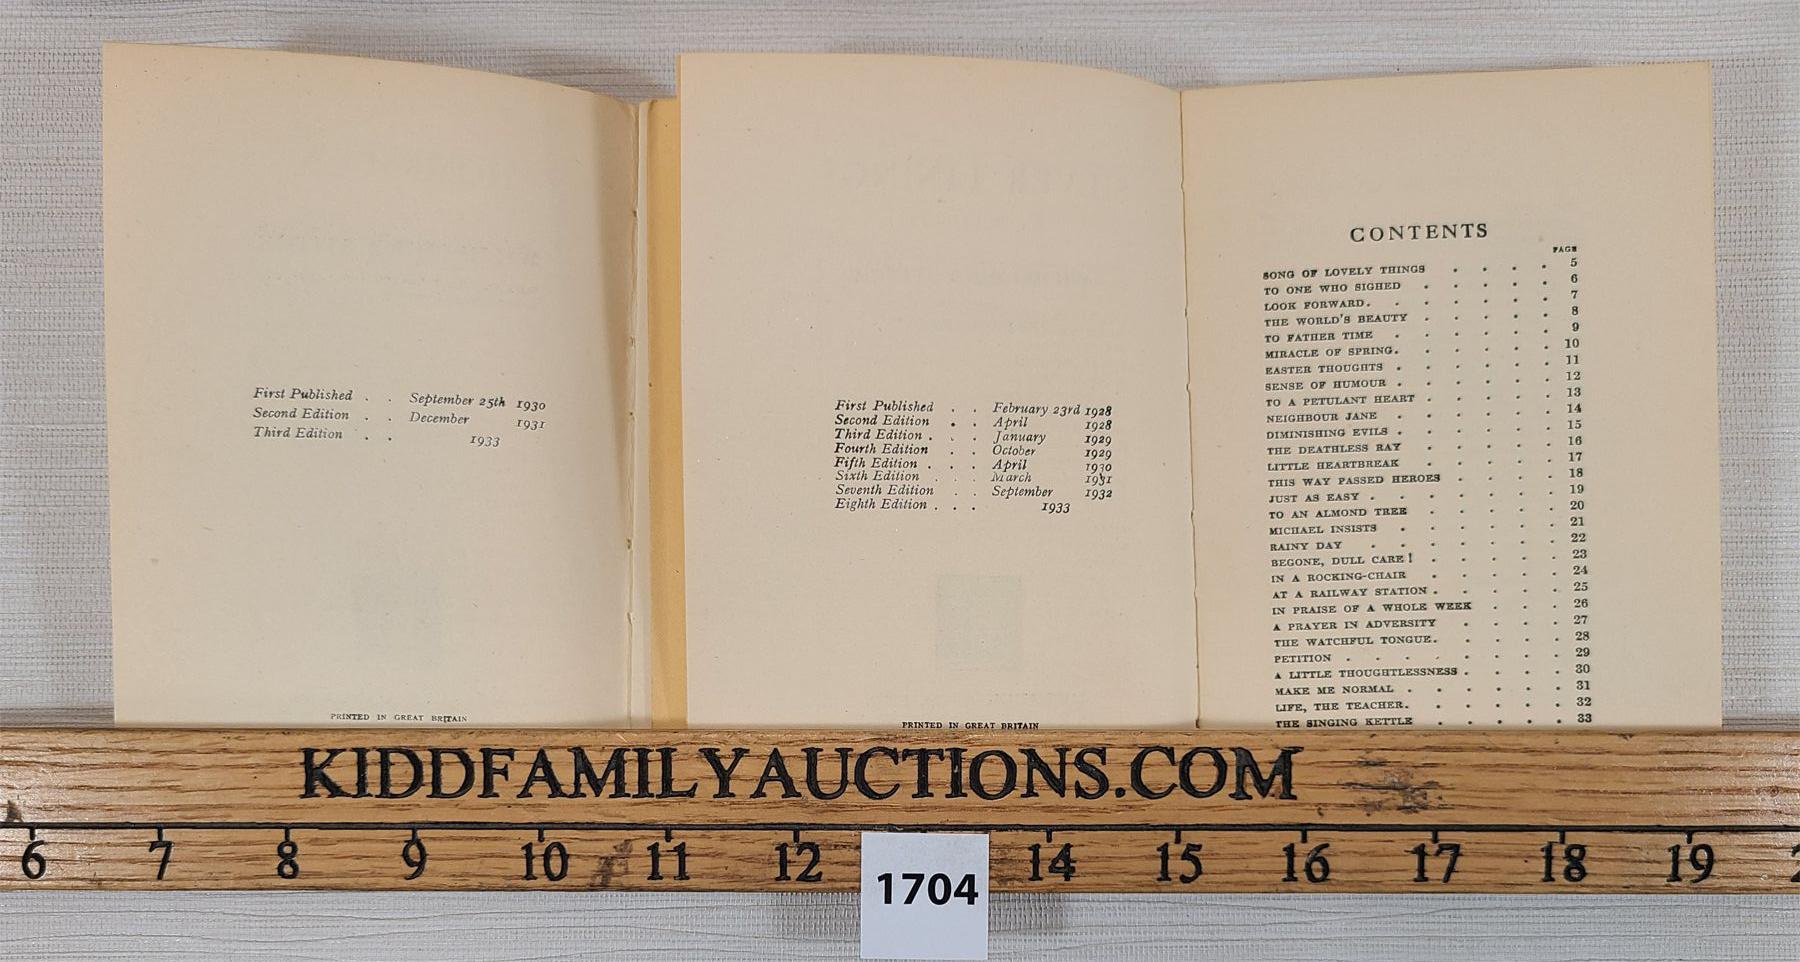 First Published . . September 25th 1930
Second Edition . . December 1931
Third Edition . . 1933
PRINTED IN GREAT BRITAIN
First Published . . February 23rd 1928
Second Edition . . April 1928
Third Edition . . . January 1929
Fourth Edition . . October 1929
Fifth Edition . . . April 1930
Sixth Edition . . March 1931
Seventh Edition . . September 1932
Eighth Edition . . . 1933
PRINTED IN GREAT BRITAIN
CONTENTS
PAGE
SONG OF LOVELY THINGS . . . . 5
TO ONE WHO SIGHED . . . . . 6
LOOK FORWARD . . . . . . 7
THE WORLD'S BEAUTY . . . . . 8
TO FATHER TIME . . . . . . 9
MIRACLE OF SPRING . . . . . 10
EASTER THOUGHTS . . . . . . 11
SENSE OF HUMOUR . . . . . . 12
TO A PETULANT HEART . . . . . 13
NEIGHBOUR JANE . . . . . . 14
DIMINISHING EVILS . . . . . . 15
THE DEATHLESS RAY . . . . . 16
LITTLE HEARTBREAK . . . . . 17
THIS WAY PASSED HEROES . . . . 18
JUST AS EASY . . . . . . . 19
TO AN ALMOND TREE . . . . . 20
MICHAEL INSISTS . . . . . . 21
RAINY DAY . . . . . . . 22
BEGONE, DULL CARE! . . . . . 23
IN A ROCKING-CHAIR . . . . . 24
AT A RAILWAY STATION . . . . . 25
IN PRAISE OF A WHOLE WEEK . . . 26
A PRAYER IN ADVERSITY . . . . 27
THE WATCHFUL TONGUE . . . . . 28
PETITION . . . . . . . . 29
A LITTLE THOUGHTLESSNESS . . . . 30
MAKE ME NORMAL . . . . . . 31
LIFE, THE TEACHER . . . . . . 32
THE SINGING KETTLE . . . . . 33
KIDDFAMILYAUCTIONS.COM
6 7 8 9 10 11 12 14 15 16 17 18 19
1704